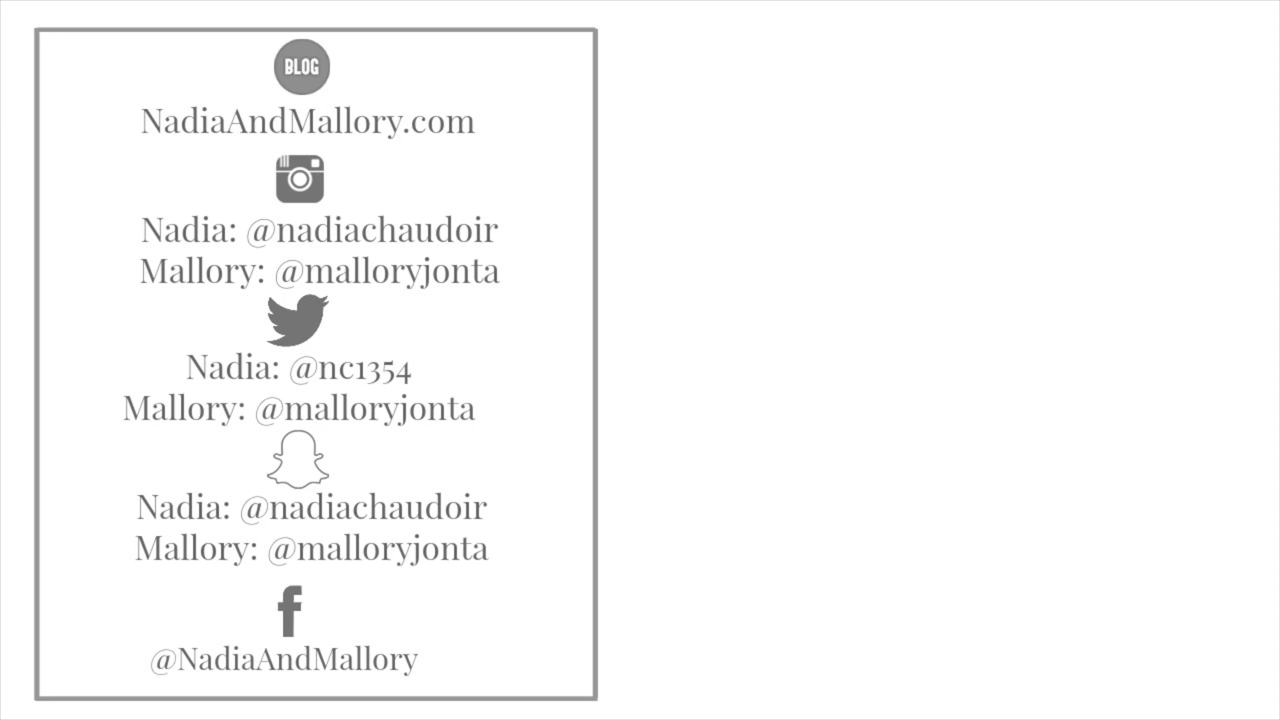 BLOG
NadiaAndMallory.com
Nadia: @nadiachaudoir
Mallory: @malloryjonta
Nadia: @nc1354
Mallory: @malloryjonta
Nadia: @nadiachaudoir
Mallory: @malloryjonta
@NadiaAndMallory